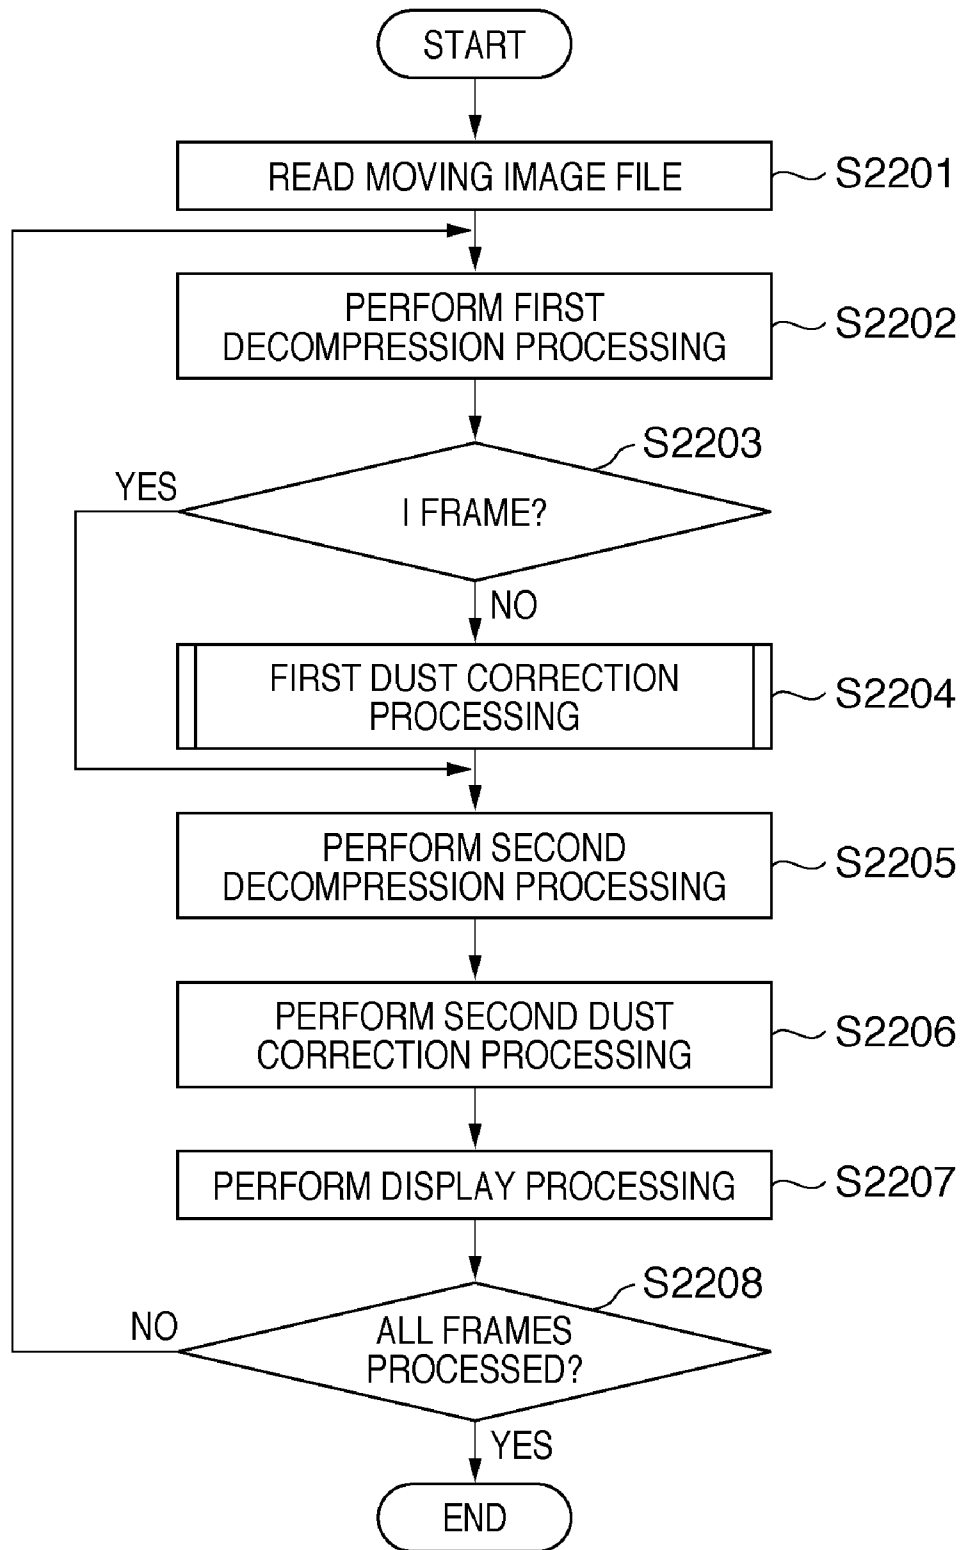 START
READ MOVING IMAGE FILE
S2201
PERFORM FIRST
DECOMPRESSION PROCESSING
S2202
S2203
YES
I FRAME?
NO
FIRST DUST CORRECTION
PROCESSING
S2204
PERFORM SECOND
DECOMPRESSION PROCESSING
S2205
PERFORM SECOND DUST
CORRECTION PROCESSING
S2206
PERFORM DISPLAY PROCESSING
S2207
S2208
NO
ALL FRAMES
PROCESSED?
YES
END